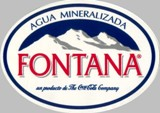 AGUA MINERALIZADA
FONTANA
un producto de The Coca-Cola Company